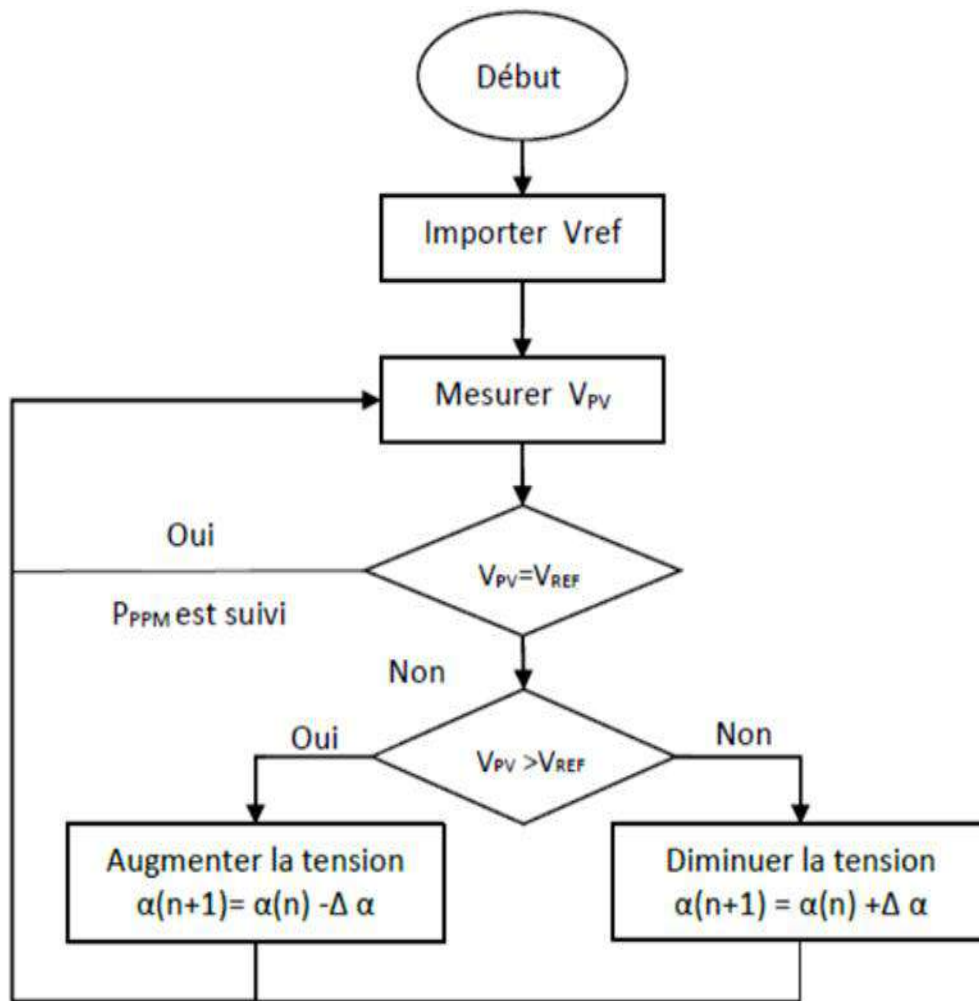 Début
Importer Vref
Mesurer VPV
Oui
VPV=VREF
PPPM est suivi
Non
Oui
VPV >VREF
Non
Augmenter la tension
α(n+1)= α(n) -Δ α
Diminuer la tension
α(n+1) = α(n) +Δ α